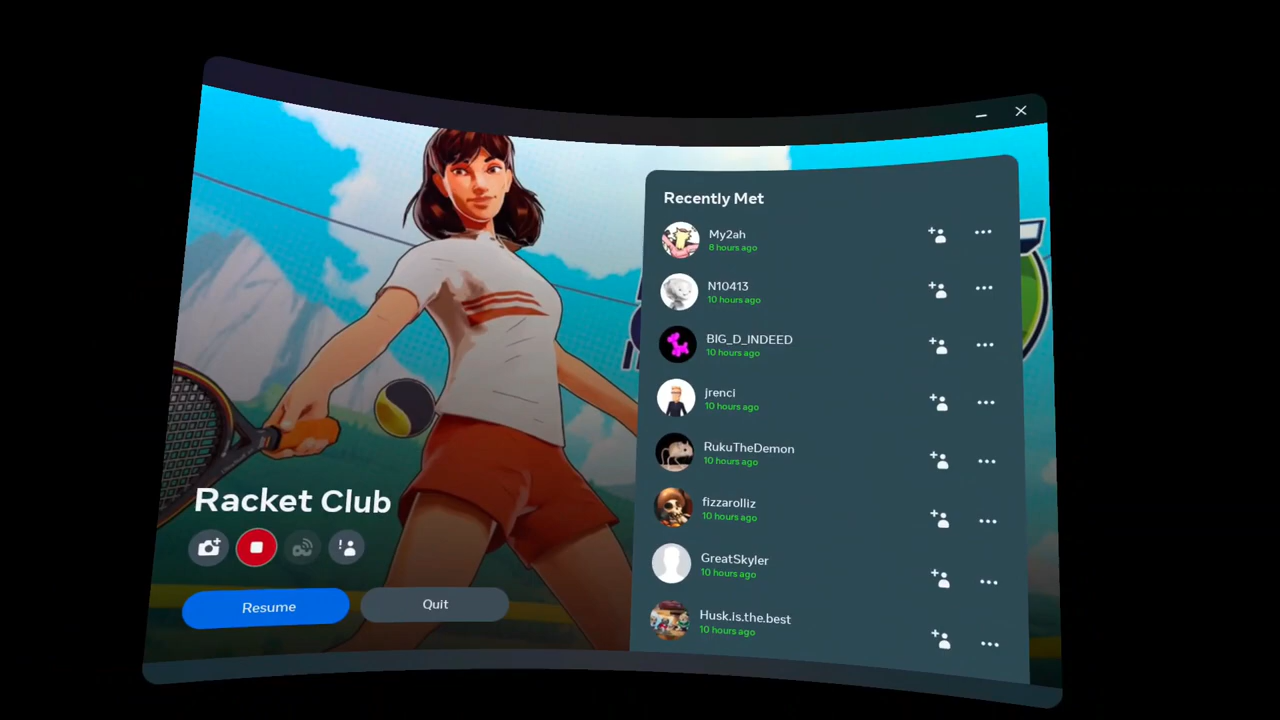 Recently Met
My2ah
8 hours ago
N10413
10 hours ago
BIG_D_INDEED
10 hours ago
jrenci
10 hours ago
RukuTheDemon
10 hours ago
fizzarolliz
10 hours ago
GreatSkyler
10 hours ago
Husk.is.the.best
10 hours ago
Racket Club
Resume
Quit